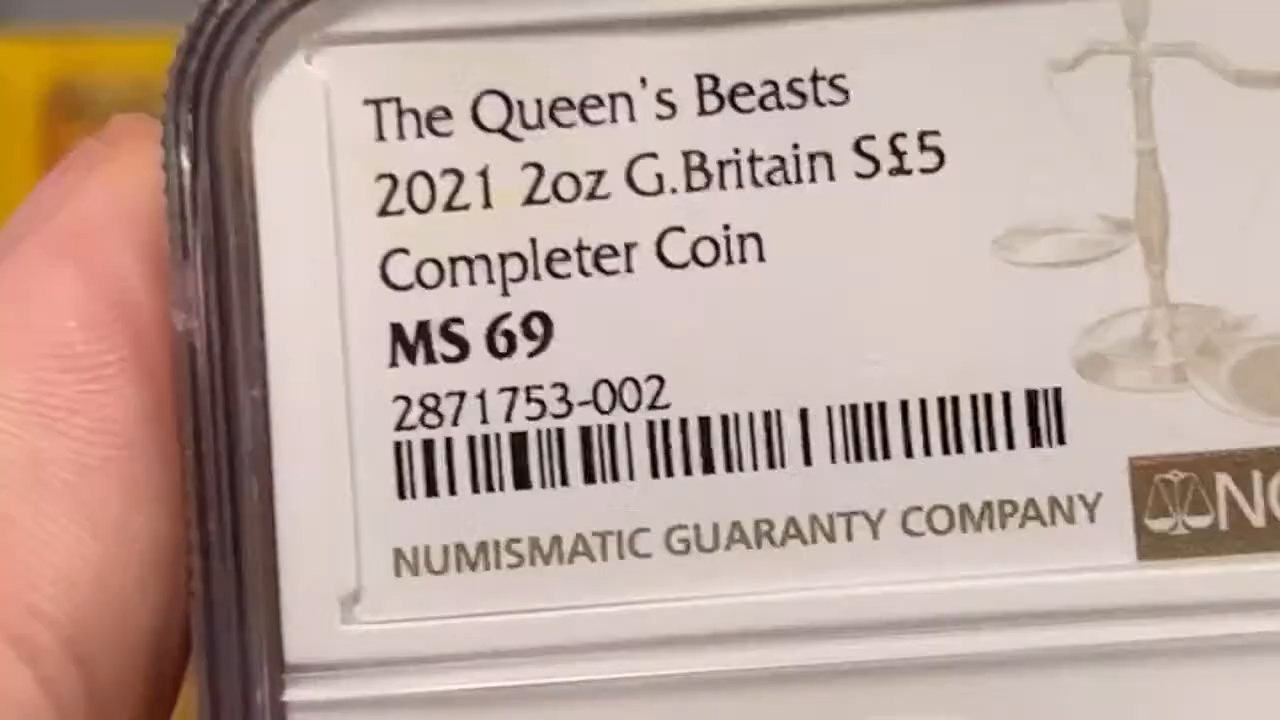 The Queen's Beasts
2021 2oz G.Britain S£5
Completer Coin
MS 69
2871753-002
NUMISMATIC GUARANTY COMPANY